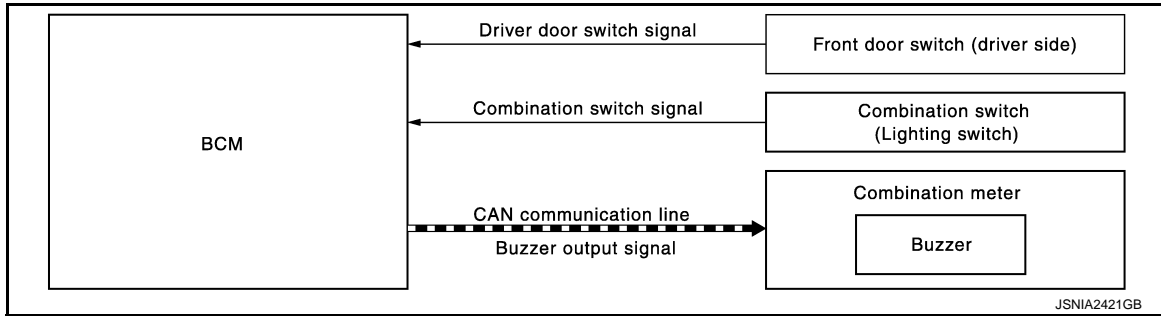 BCM
Driver door switch signal
Front door switch (driver side)
Combination switch signal
Combination switch
(Lighting switch)
CAN communication line
Buzzer output signal
Combination meter
Buzzer
JSNIA2421GB